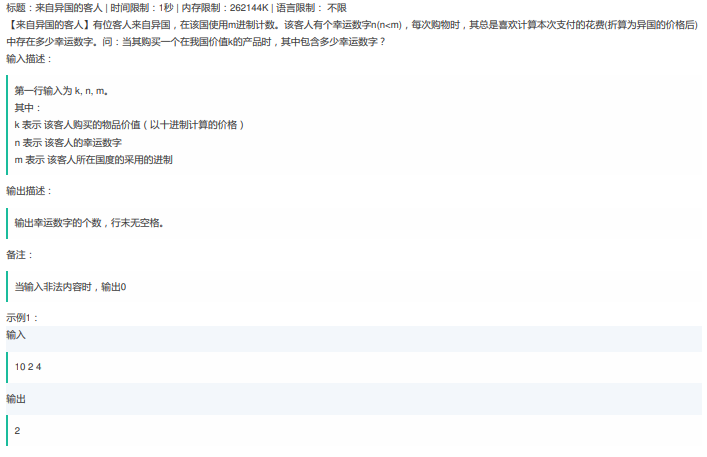 标题：来自异国的客人 | 时间限制：1秒 | 内存限制：262144K | 语言限制： 不限
【来自异国的客人】有位客人来自异国，在该国使用m进制计数。该客人有个幸运数字n(n<m)，每次购物时，其总是喜欢计算本次支付的花费(折算为异国的价格后)
中存在多少幸运数字。问：当其购买一个在我国价值k的产品时，其中包含多少幸运数字？
输入描述：
第一行输入为 k, n, m。
其中：
k 表示 该客人购买的物品价值（以十进制计算的价格）
n 表示 该客人的幸运数字
m 表示 该客人所在国度的采用的进制
输出描述：
输出幸运数字的个数，行末无空格。
备注：
当输入非法内容时，输出0
示例1：
输入
10 2 4
输出
2